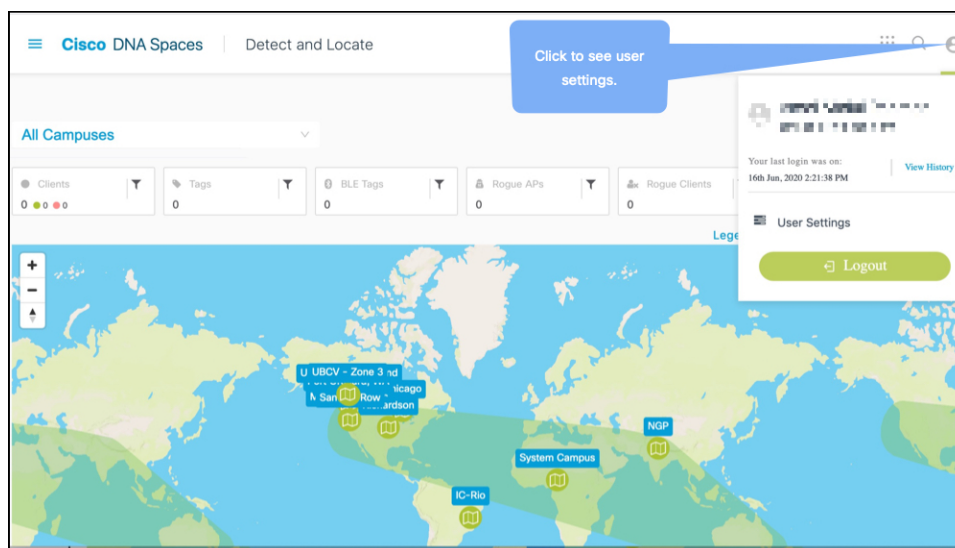 Cisco DNA Spaces
Detect and Locate
Click to see user
settings.
All Campuses
Your last login was on:
16th Jun, 2020 2:21:38 PM
View History
Clients
0 0 0
Tags
0
BLE Tags
0
Rogue APs
0
Rogue Clients
0
User Settings
Logout
UBCV - Zone 3
NGP
System Campus
IC-Rio